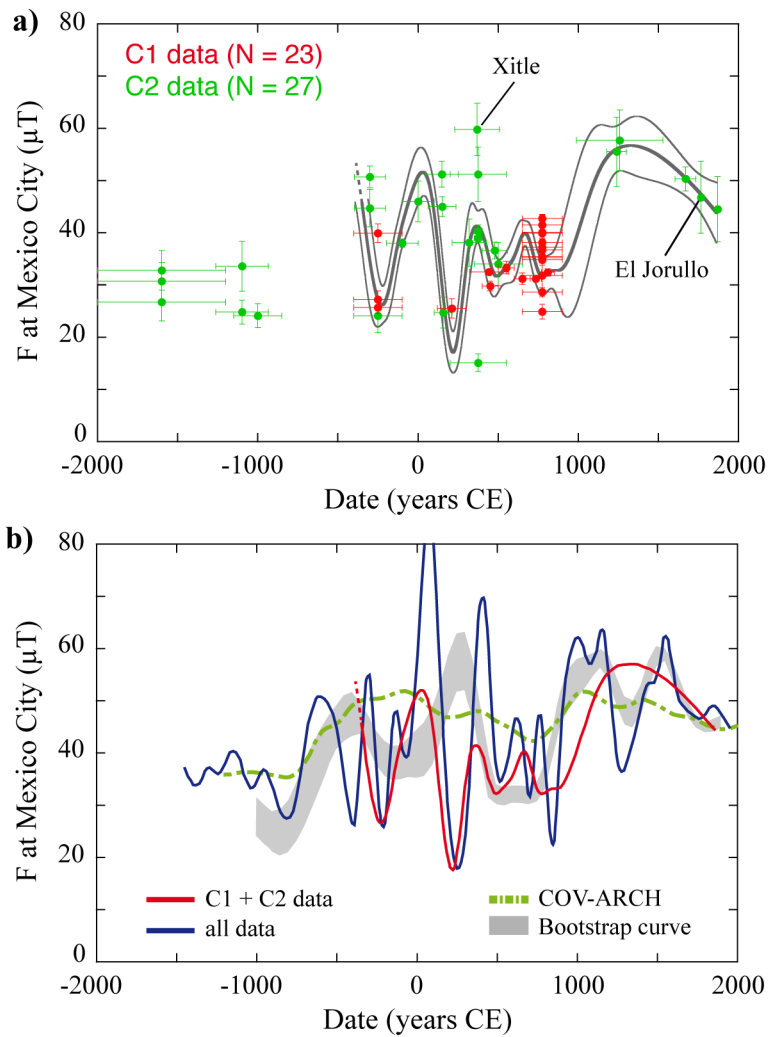 a)
80
60
40
20
0
F at Mexico City (µT)
C1 data (N = 23)
C2 data (N = 27)
Xitle
El Jorullo
-2000
-1000
0
1000
2000
Date (years CE)
b)
80
60
40
20
0
F at Mexico City (µT)
C1 + C2 data
all data
COV-ARCH
Bootstrap curve
-2000
-1000
0
1000
2000
Date (years CE)